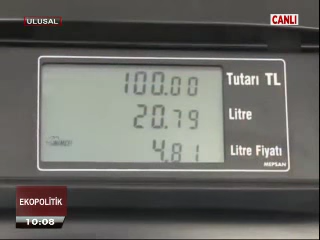 ULUSAL
CANLI
100.00 Tutarı TL
20.79 Litre
4.81 Litre Fiyatı
MEPSAN
EKOPOLİTİK
10:08